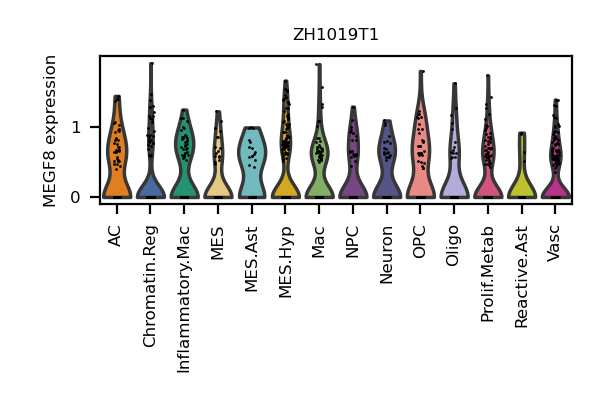 ZH1019T1
MEGF8 expression
1
0
AC
Chromatin.Reg
Inflammatory.Mac
MES
MES.Ast
MES.Hyp
Mac
NPC
Neuron
OPC
Oligo
Prolif.Metab
Reactive.Ast
Vasc